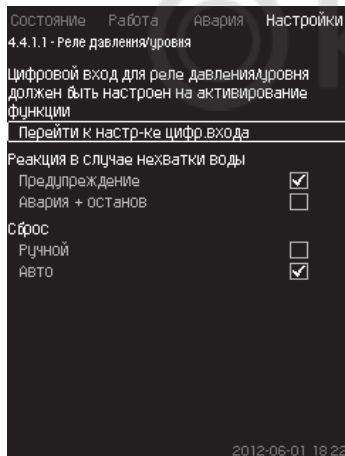 Состояние Работа Авария Настройки
4.4.1.1 - Реле давления/уровня
Цифровой вход для реле давления/уровня
должен быть настроен на активирование
функции
Перейти к настр-ке цифр.входа
Реакция в случае нехватки воды
Предупреждение
Авария + останов
Сброс
Ручной
Авто
2012-06-01 18:22